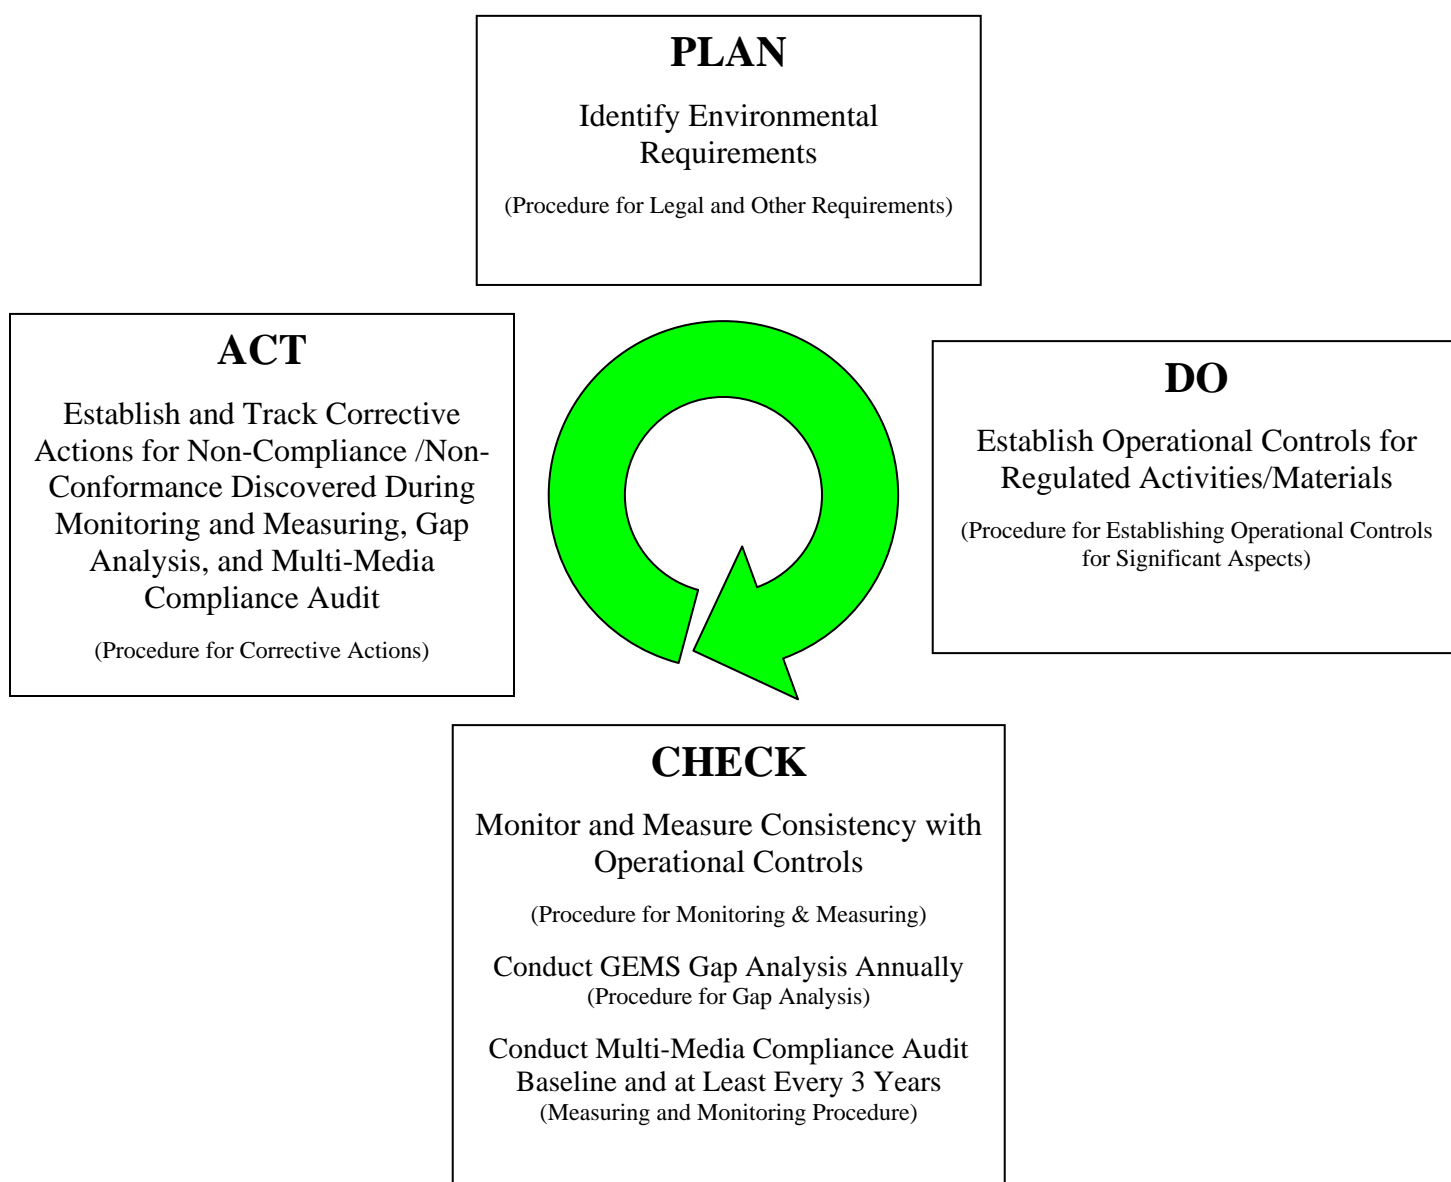 PLAN
Identify Environmental
Requirements
(Procedure for Legal and Other Requirements)
ACT
Establish and Track Corrective
Actions for Non-Compliance /Non-
Conformance Discovered During
Monitoring and Measuring, Gap
Analysis, and Multi-Media
Compliance Audit
(Procedure for Corrective Actions)
DO
Establish Operational Controls for
Regulated Activities/Materials
(Procedure for Establishing Operational Controls
for Significant Aspects)
CHECK
Monitor and Measure Consistency with
Operational Controls
(Procedure for Monitoring & Measuring)
Conduct GEMS Gap Analysis Annually
(Procedure for Gap Analysis)
Conduct Multi-Media Compliance Audit
Baseline and at Least Every 3 Years
(Measuring and Monitoring Procedure)